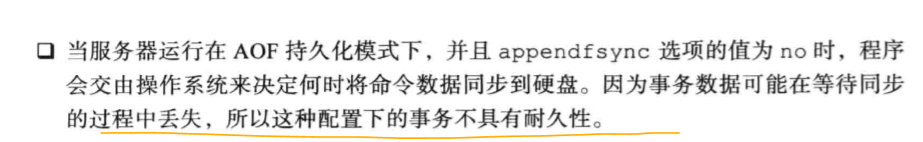 ❑ 当服务器运行在 AOF 持久化模式下，并且 appendfsync 选项的值为 no 时，程序
会交由操作系统来决定何时将命令数据同步到硬盘。因为事务数据可能在等待同步
的过程中丢失，所以这种配置下的事务不具有耐久性。